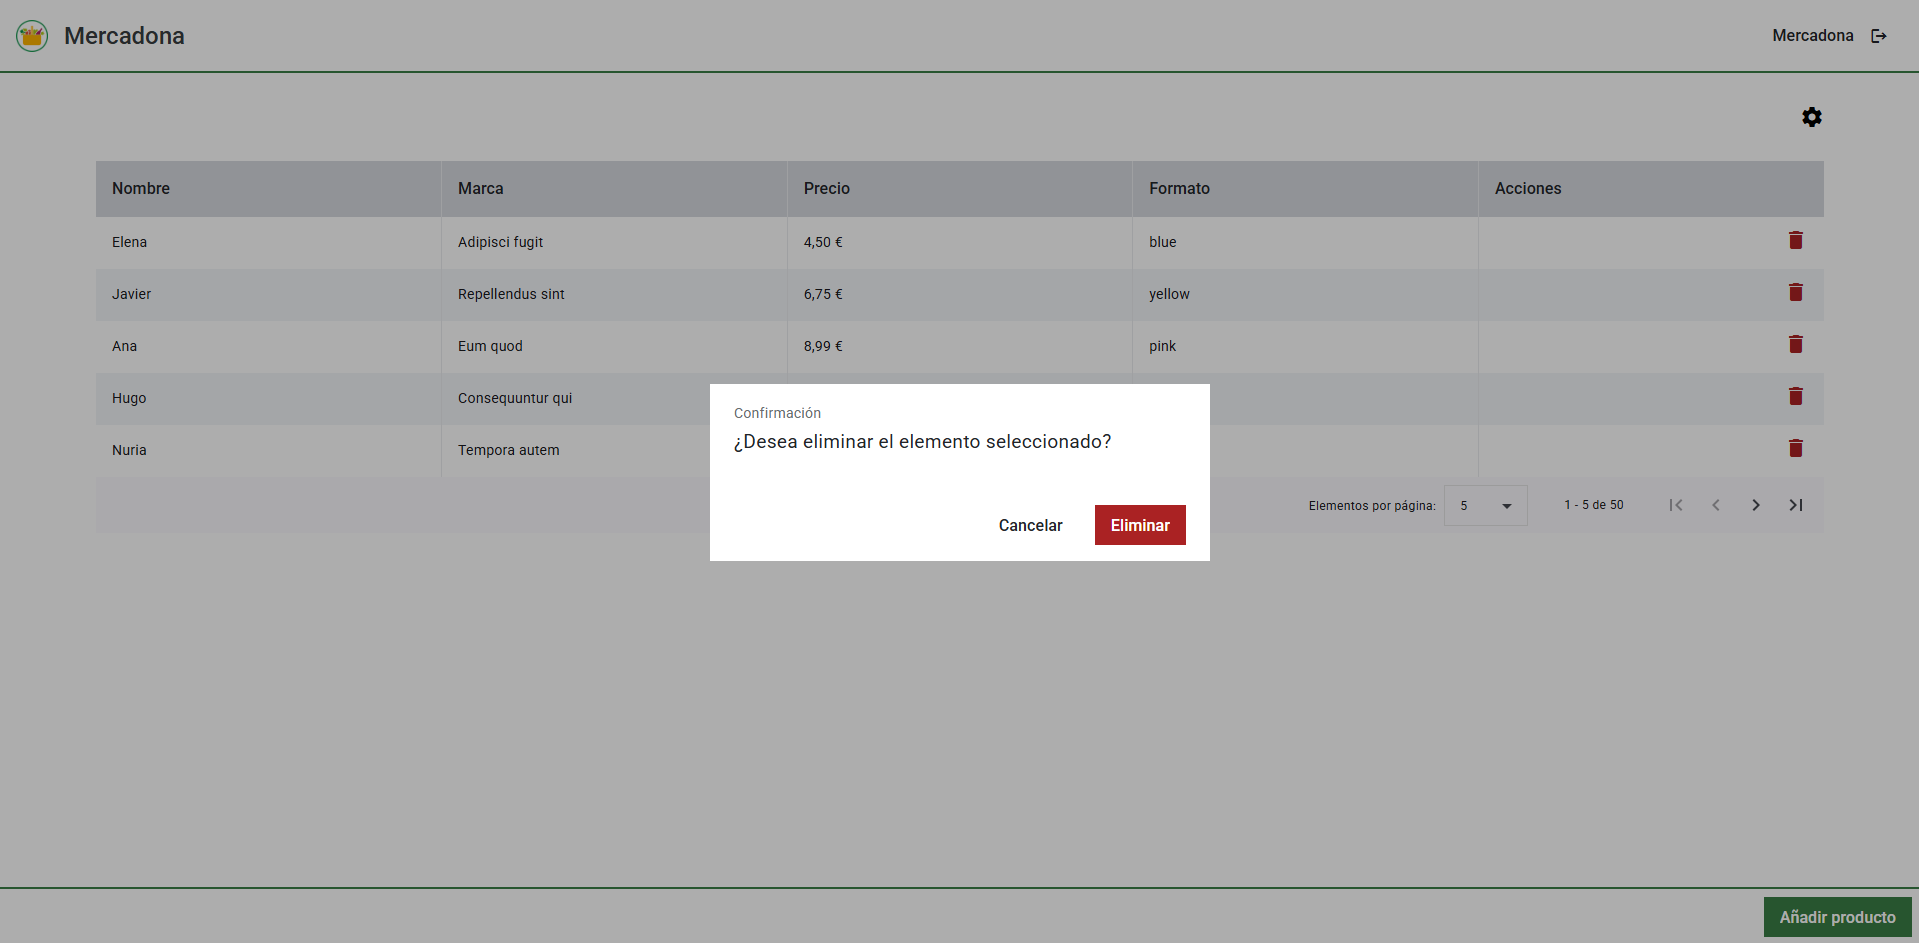 Mercadona
Mercadona
Nombre Marca Precio Formato Acciones
Elena Adipisci fugit 4,50 € blue
Javier Repellendus sint 6,75 € yellow
Ana Eum quod 8,99 € pink
Hugo Consequuntur qui
Nuria Tempora autem
Confirmación
¿Desea eliminar el elemento seleccionado?
Cancelar Eliminar
Elementos por página: 5 1 - 5 de 50
Añadir producto